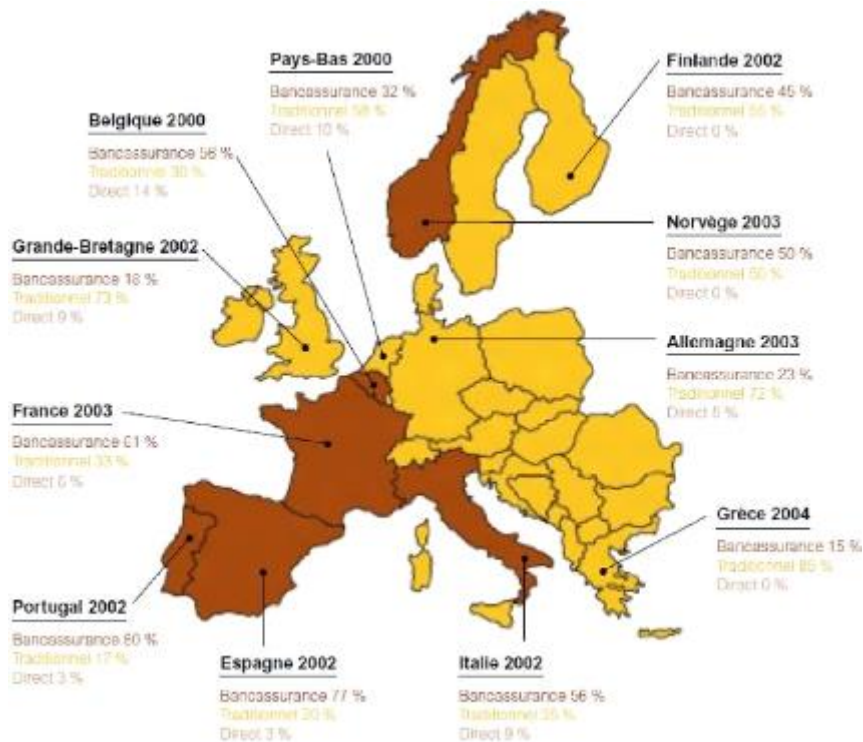 Pays-Bas 2000
Bancassurance 32 %
Traditionnel 58 %
Direct 10 %
Finlande 2002
Bancassurance 45 %
Traditionnel 55 %
Direct 0 %
Belgique 2000
Bancassurance 56 %
Traditionnel 30 %
Direct 14 %
Norvège 2003
Bancassurance 50 %
Traditionnel 50 %
Direct 0 %
Grande-Bretagne 2002
Bancassurance 18 %
Traditionnel 73 %
Direct 9 %
Allemagne 2003
Bancassurance 23 %
Traditionnel 72 %
Direct 5 %
France 2003
Bancassurance 61 %
Traditionnel 33 %
Direct 6 %
Grèce 2004
Bancassurance 15 %
Traditionnel 85 %
Direct 0 %
Portugal 2002
Bancassurance 80 %
Traditionnel 17 %
Direct 3 %
Espagne 2002
Bancassurance 77 %
Traditionnel 20 %
Direct 3 %
Italie 2002
Bancassurance 56 %
Traditionnel 35 %
Direct 9 %